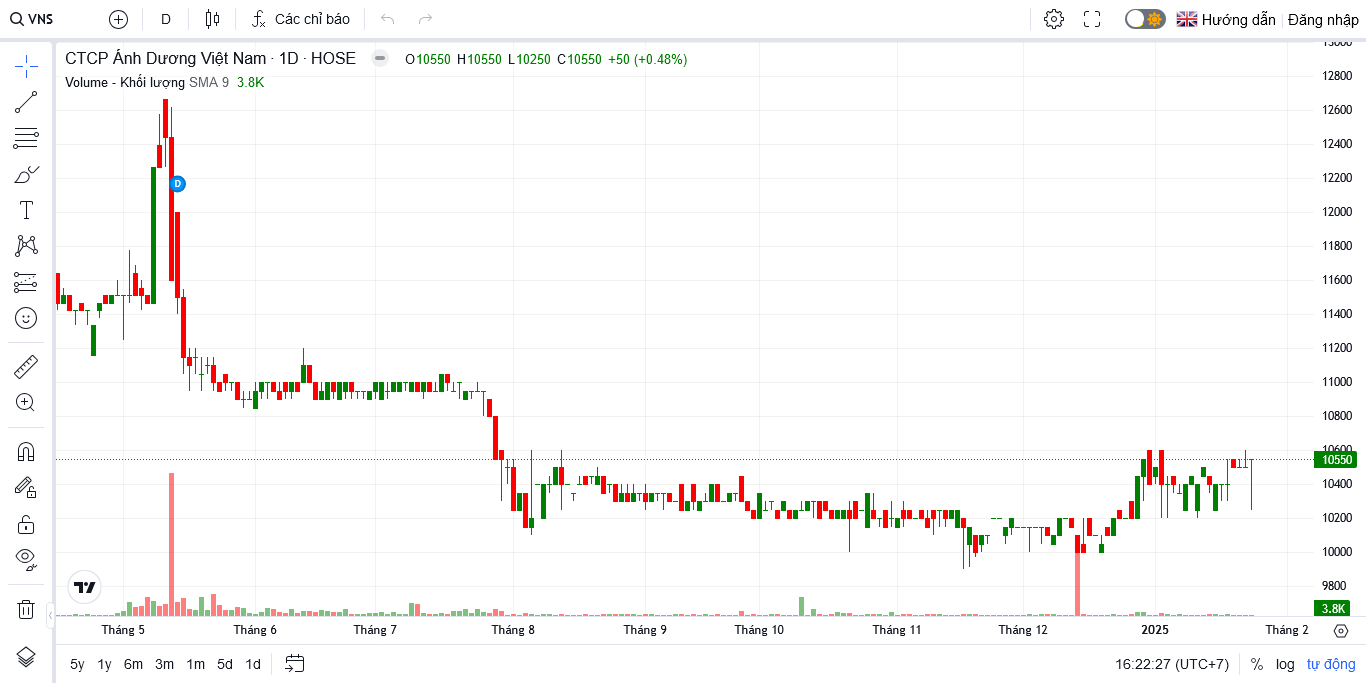 VNS D Các chỉ báo Hướng dẫn Đăng nhập
CTCP Ánh Dương Việt Nam · 1D · HOSE O10550 H10550 L10250 C10550 +50 (+0.48%)
Volume - Khối lượng SMA 9 3.8K
13000
12800
12600
12400
12200
12000
11800
11600
11400
11200
11000
10800
10600
10550
10400
10200
10000
9800
3.8K
D
Tháng 5 Tháng 6 Tháng 7 Tháng 8 Tháng 9 Tháng 10 Tháng 11 Tháng 12 2025 Tháng 2
5y 1y 6m 3m 1m 5d 1d 16:22:27 (UTC+7) % log tự động